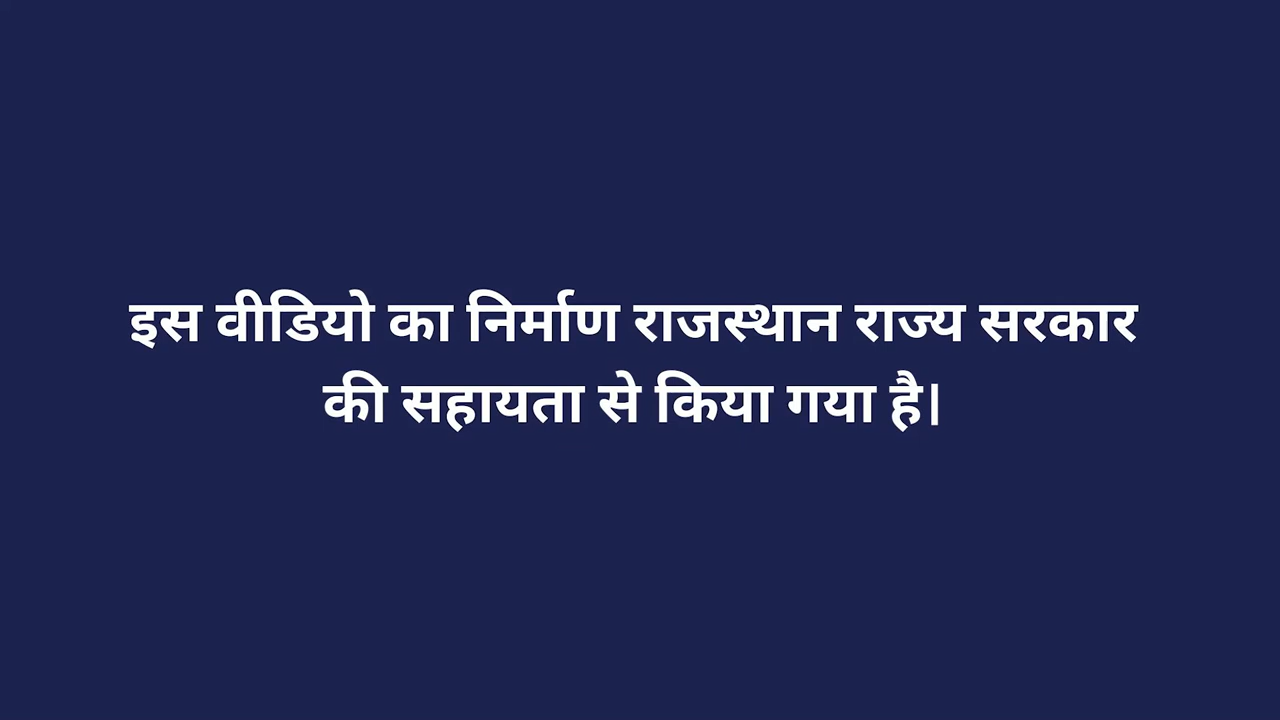 इस वीडियो का निर्माण राजस्थान राज्य सरकार
की सहायता से किया गया है।